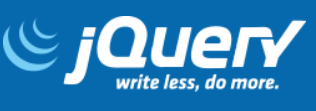 jQuery
write less, do more.